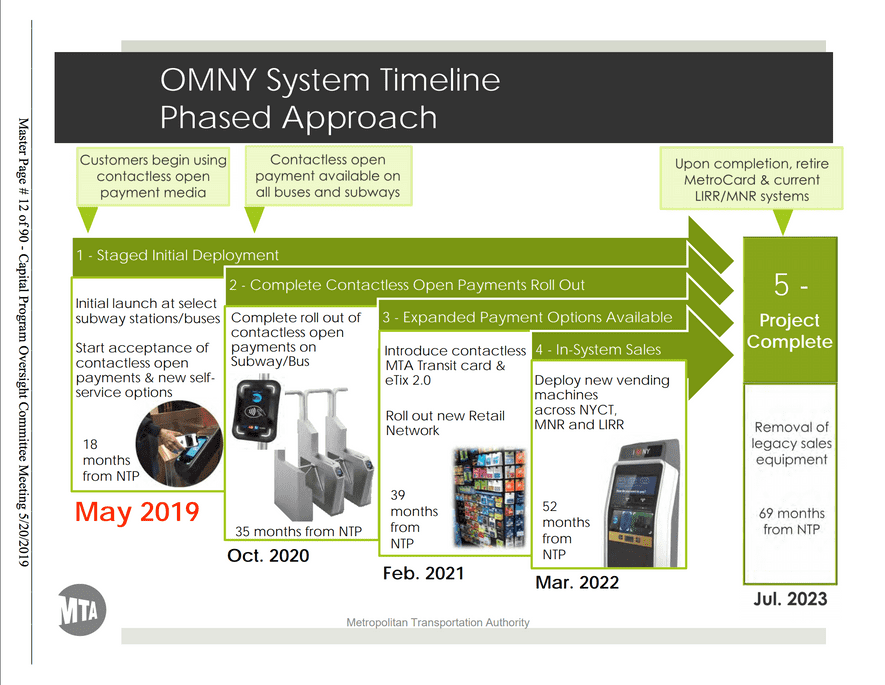 Master Page # 12 of 90 - Capital Program Oversight Committee Meeting 5/20/2019
OMNY System Timeline
Phased Approach
Customers begin using
contactless open
payment media
Contactless open
payment available on
all buses and subways
Upon completion, retire
MetroCard & current
LIRR/MNR systems
1 - Staged Initial Deployment
Initial launch at select
subway stations/buses
Start acceptance of
contactless open
payments & new self-
service options
18
months
from NTP
May 2019
2 - Complete Contactless Open Payments Roll Out
Complete roll out of
contactless open
payments on
Subway/Bus
35 months from NTP
Oct. 2020
3 - Expanded Payment Options Available
Introduce contactless
MTA Transit card &
eTix 2.0
Roll out new Retail
Network
39
months
from
NTP
Feb. 2021
4 - In-System Sales
Deploy new vending
machines
across NYCT,
MNR and LIRR
52
months
from
NTP
Mar. 2022
5 -
Project
Complete
Removal of
legacy sales
equipment
69 months
from NTP
Jul. 2023
MTA
Metropolitan Transportation Authority